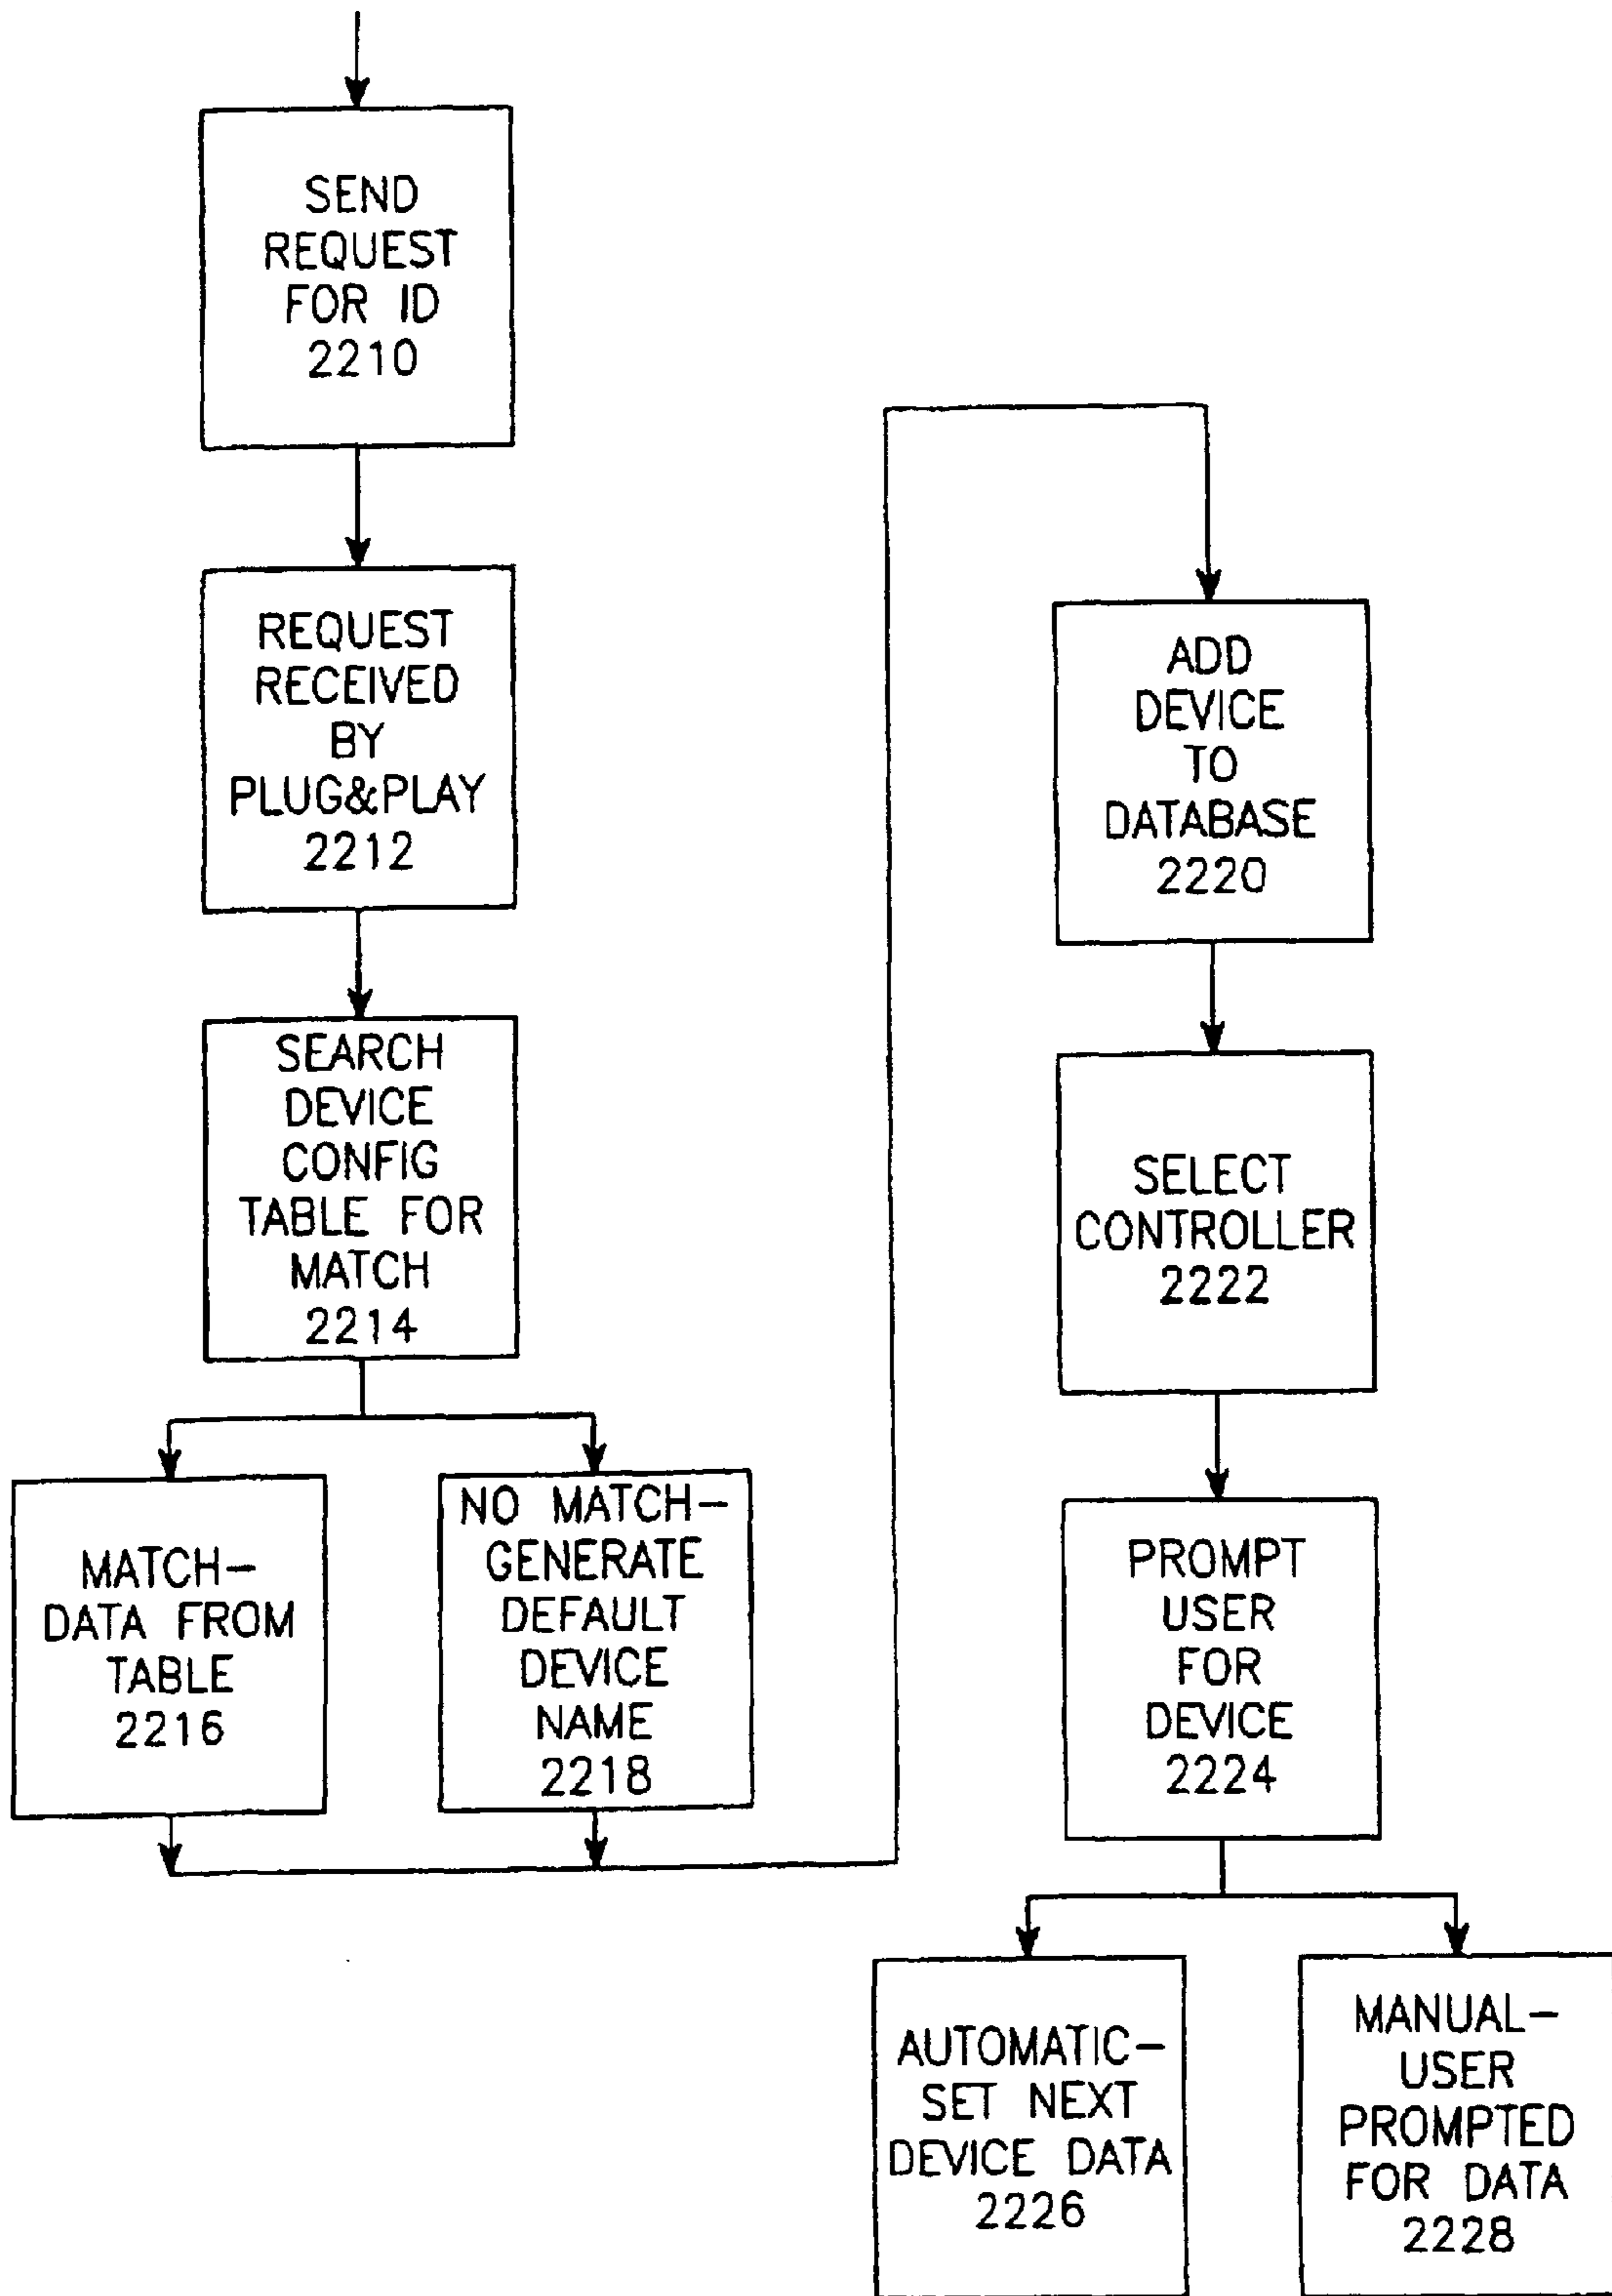 SEND
REQUEST
FOR ID
2210
REQUEST
RECEIVED
BY
PLUG&PLAY
2212
SEARCH
DEVICE
CONFIG
TABLE FOR
MATCH
2214
MATCH-
DATA FROM
TABLE
2216
NO MATCH-
GENERATE
DEFAULT
DEVICE
NAME
2218
ADD
DEVICE
TO
DATABASE
2220
SELECT
CONTROLLER
2222
PROMPT
USER
FOR
DEVICE
2224
AUTOMATIC-
SET NEXT
DEVICE DATA
2226
MANUAL-
USER
PROMPTED
FOR DATA
2228